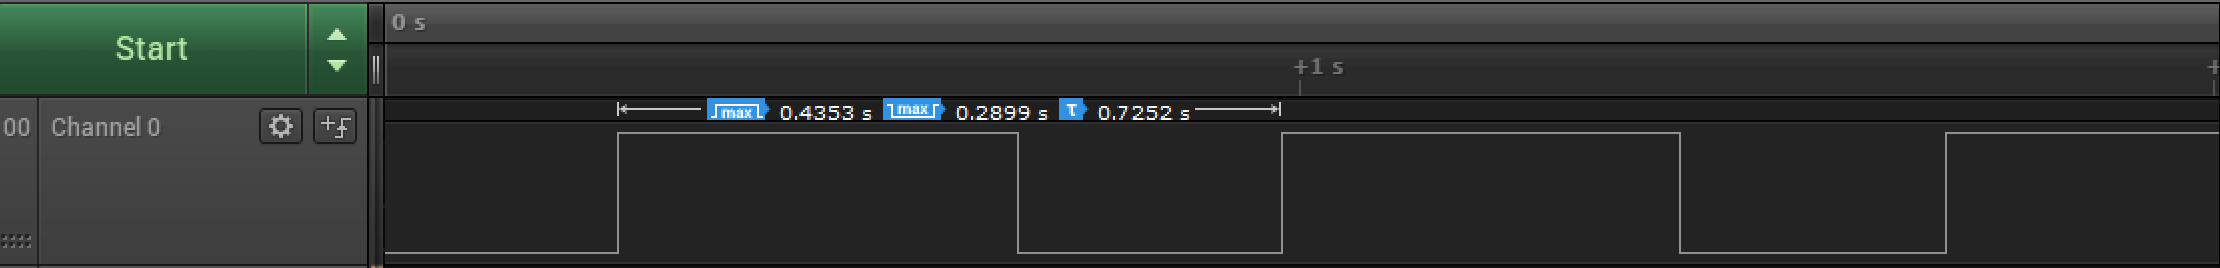 Start
0 s
+1 s
+
00
Channel 0
max 0.4353 s max 0.2899 s τ 0.7252 s